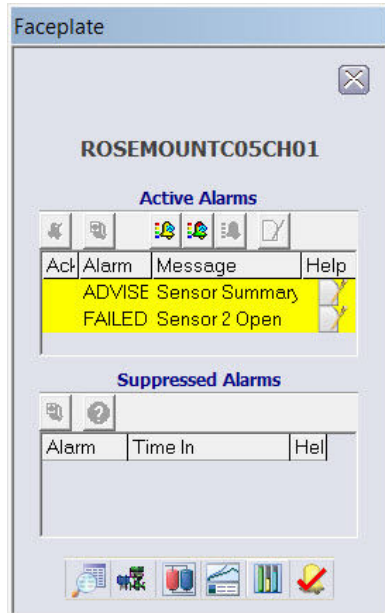 Faceplate
ROSEMOUNTC05CH01
Active Alarms
Ack Alarm Message Help
ADVISE Sensor Summary
FAILED Sensor 2 Open
Suppressed Alarms
Alarm Time In Hel